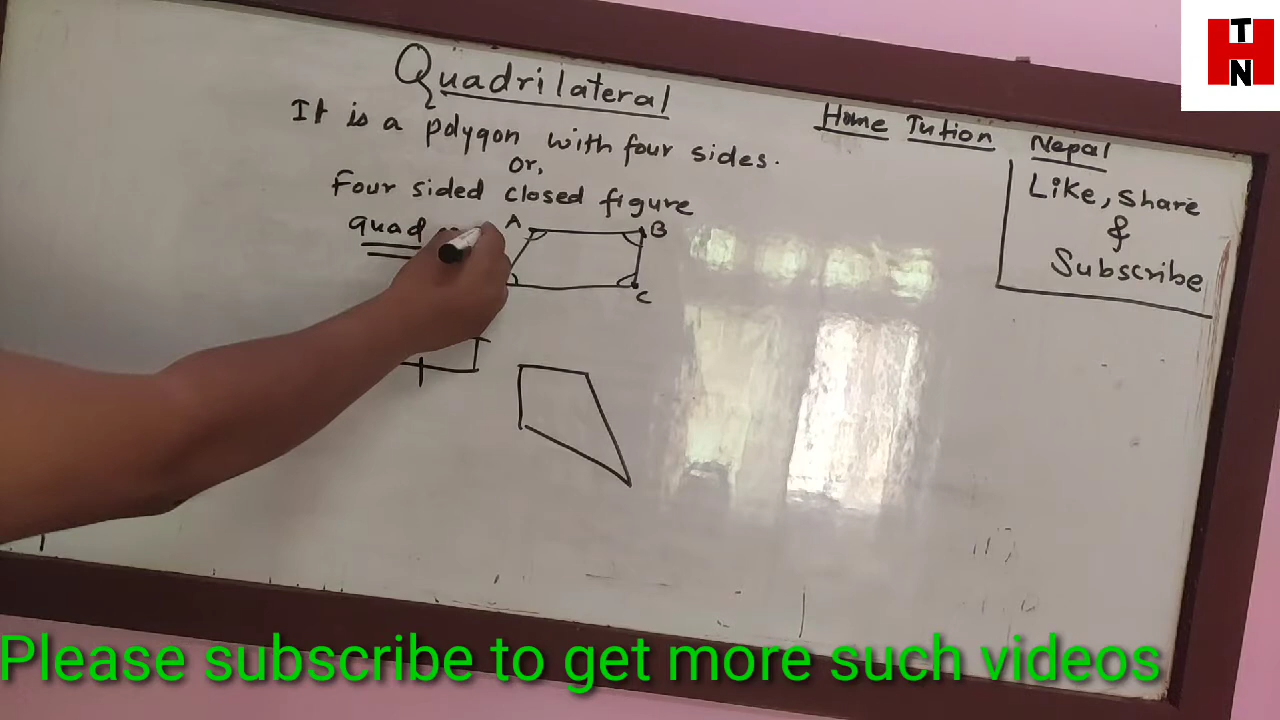 Quadrilateral
It is a polygon with four sides.
or,
Four sided closed figure
Quad
A
B
C
Home Tution Nepal
Like, Share
&
Subscribe
T
H
N
Please subscribe to get more such videos